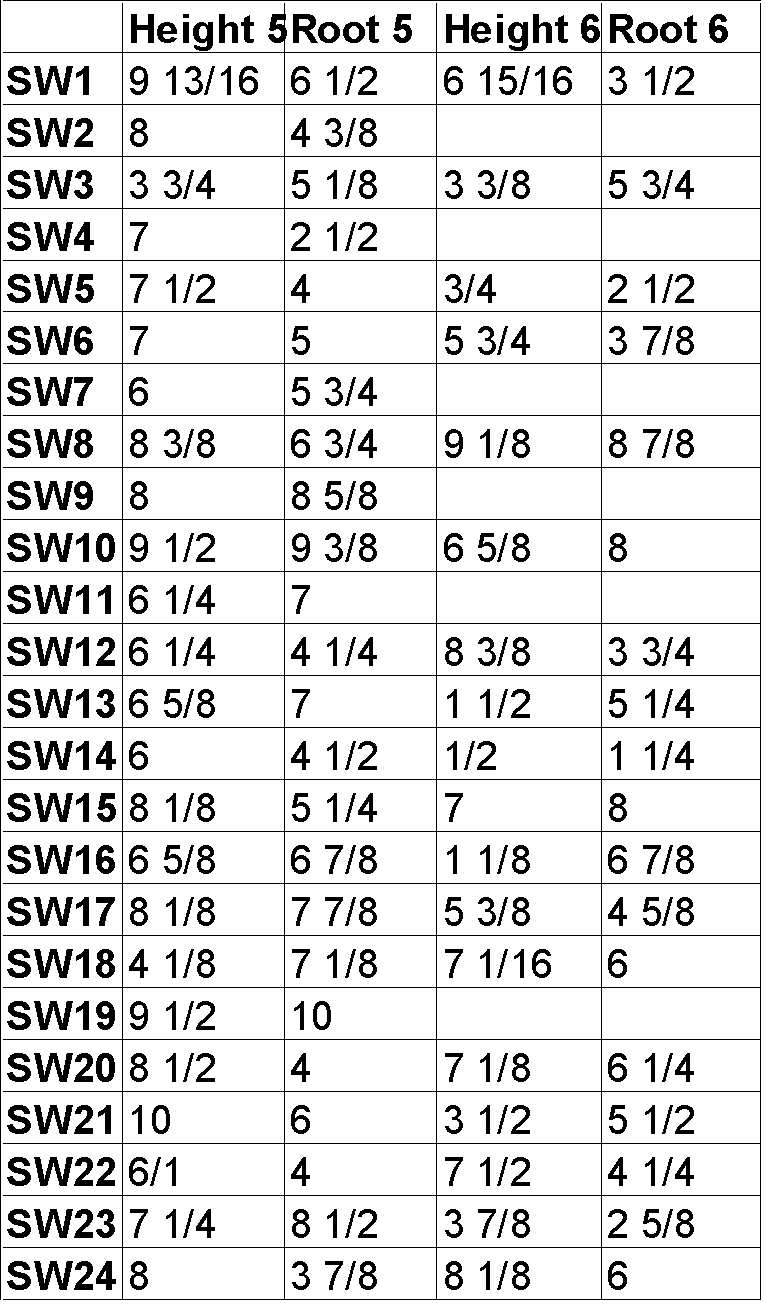 Height 5 Root 5 Height 6 Root 6
SW1 9 13/16 6 1/2 6 15/16 3 1/2
SW2 8 4 3/8
SW3 3 3/4 5 1/8 3 3/8 5 3/4
SW4 7 2 1/2
SW5 7 1/2 4 3/4 2 1/2
SW6 7 5 5 3/4 3 7/8
SW7 6 5 3/4
SW8 8 3/8 6 3/4 9 1/8 8 7/8
SW9 8 8 5/8
SW10 9 1/2 9 3/8 6 5/8 8
SW11 6 1/4 7
SW12 6 1/4 4 1/4 8 3/8 3 3/4
SW13 6 5/8 7 1 1/2 5 1/4
SW14 6 4 1/2 1/2 1 1/4
SW15 8 1/8 5 1/4 7 8
SW16 6 5/8 6 7/8 1 1/8 6 7/8
SW17 8 1/8 7 7/8 5 3/8 4 5/8
SW18 4 1/8 7 1/8 7 1/16 6
SW19 9 1/2 10
SW20 8 1/2 4 7 1/8 6 1/4
SW21 10 6 3 1/2 5 1/2
SW22 6/1 4 7 1/2 4 1/4
SW23 7 1/4 8 1/2 3 7/8 2 5/8
SW24 8 3 7/8 8 1/8 6